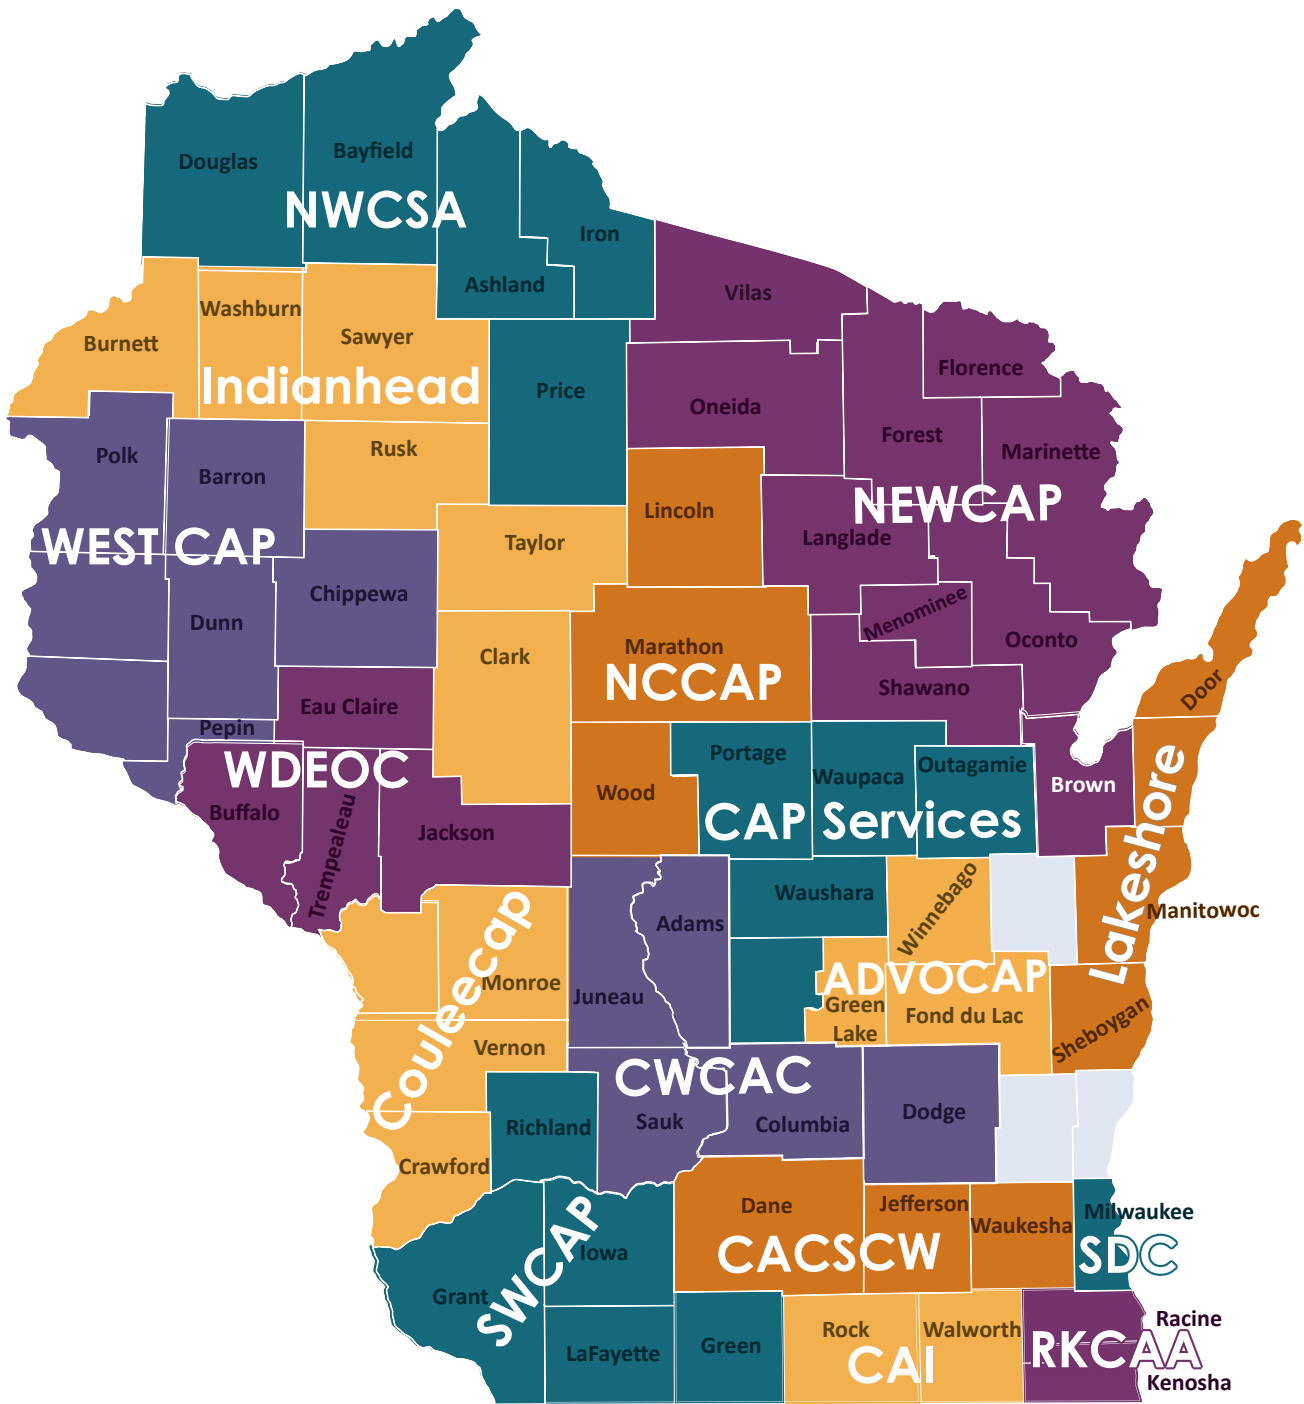 Bayfield
Douglas
NWCSA
Iron
Ashland
Vilas
Washburn
Sawyer
Burnett
Florence
Indianhead
Price
Oneida
Forest
Rusk
Marinette
Polk
Barron
NEWCAP
Lincoln
Langlade
Taylor
WEST CAP
Chippewa
Menominee
Dunn
Oconto
Marathon
Clark
NCCAP
Shawano
Door
Eau Claire
Pepin
Portage
Outagamie
WDEOC
Waupaca
Brown
Wood
Buffalo
CAP Services
Lakeshore
Trempealeau
Jackson
Waushara
Winnebago
Manitowoc
Adams
Couleecap
Monroe
ADVOCAP
Juneau
Green
Lake
Fond du Lac
Sheboygan
Vernon
CWCAC
Dodge
Sauk
Columbia
Richland
Crawford
Dane
Jefferson
Milwaukee
Waukesha
SWCAP
Iowa
CACSCW
SDC
Grant
Racine
Rock
Walworth
Green
LaFayette
CAI
RKCAA
Kenosha